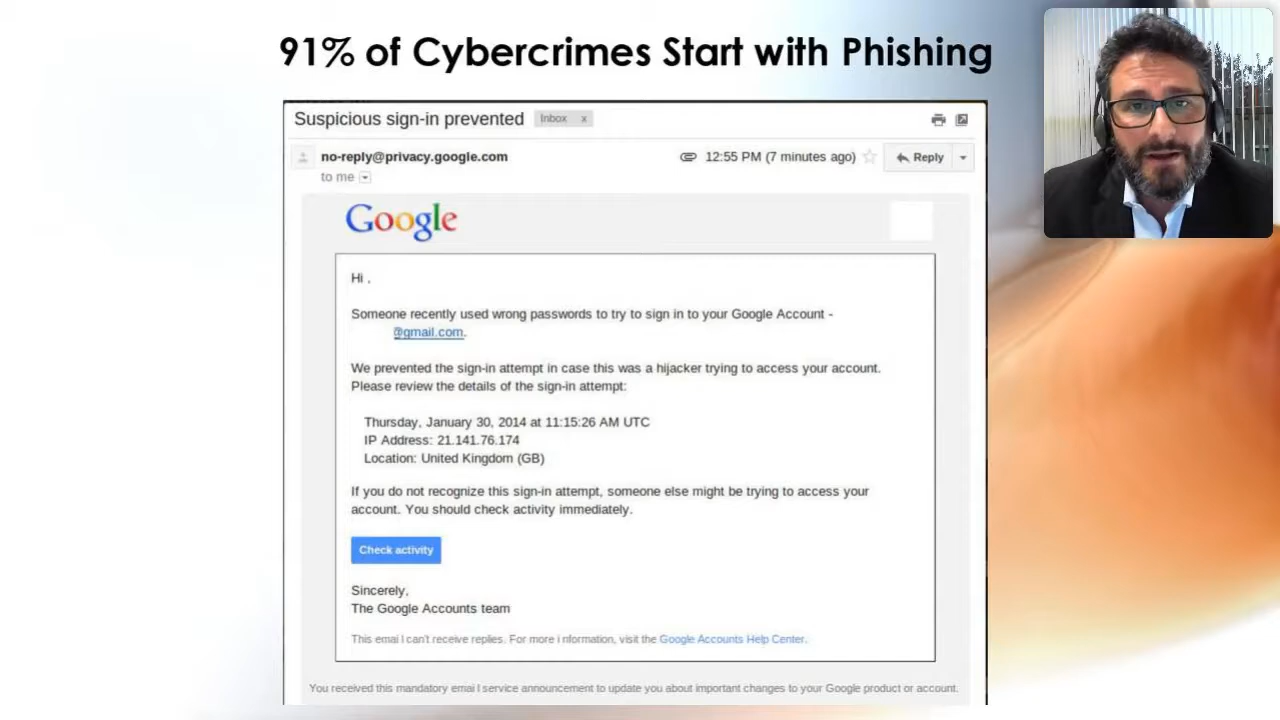 91% of Cybercrimes Start with Phishing
Suspicious sign-in prevented Inbox x
no-reply@privacy.google.com 12:55 PM (7 minutes ago) Reply
to me
Google
Hi ,
Someone recently used wrong passwords to try to sign in to your Google Account -
@gmail.com.
We prevented the sign-in attempt in case this was a hijacker trying to access your account.
Please review the details of the sign-in attempt:
Thursday, January 30, 2014 at 11:15:26 AM UTC
IP Address: 21.141.76.174
Location: United Kingdom (GB)
If you do not recognize this sign-in attempt, someone else might be trying to access your
account. You should check activity immediately.
Check activity
Sincerely,
The Google Accounts team
This emai l can't receive replies. For more i nformation, visit the Google Accounts Help Center.
You received this mandatory emai l service announcement to update you about important changes to your Google product or account.